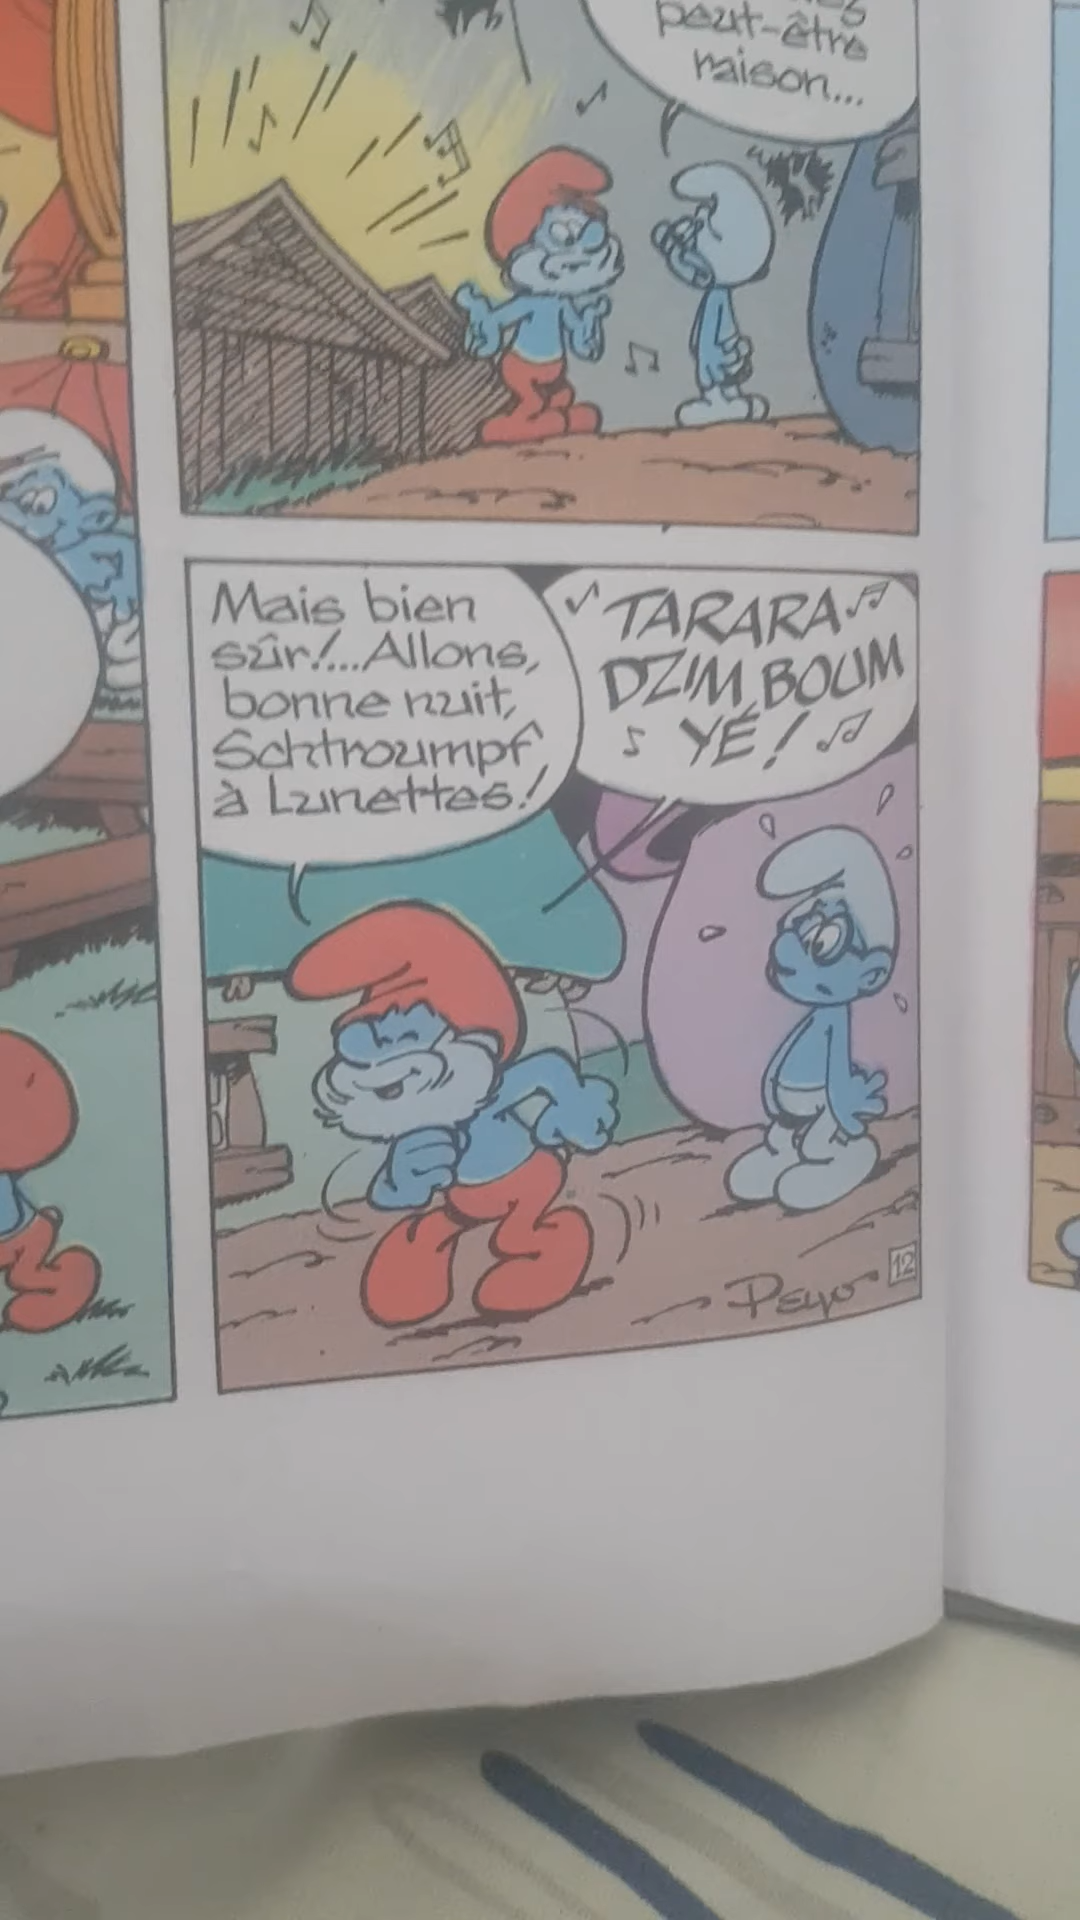 peut-être
raison...
Mais bien
sûr!...Allons,
bonne nuit,
Schtroumpf
à Lunettes!
TARARA
DZIM BOUM
YÉ!
Peyo
12